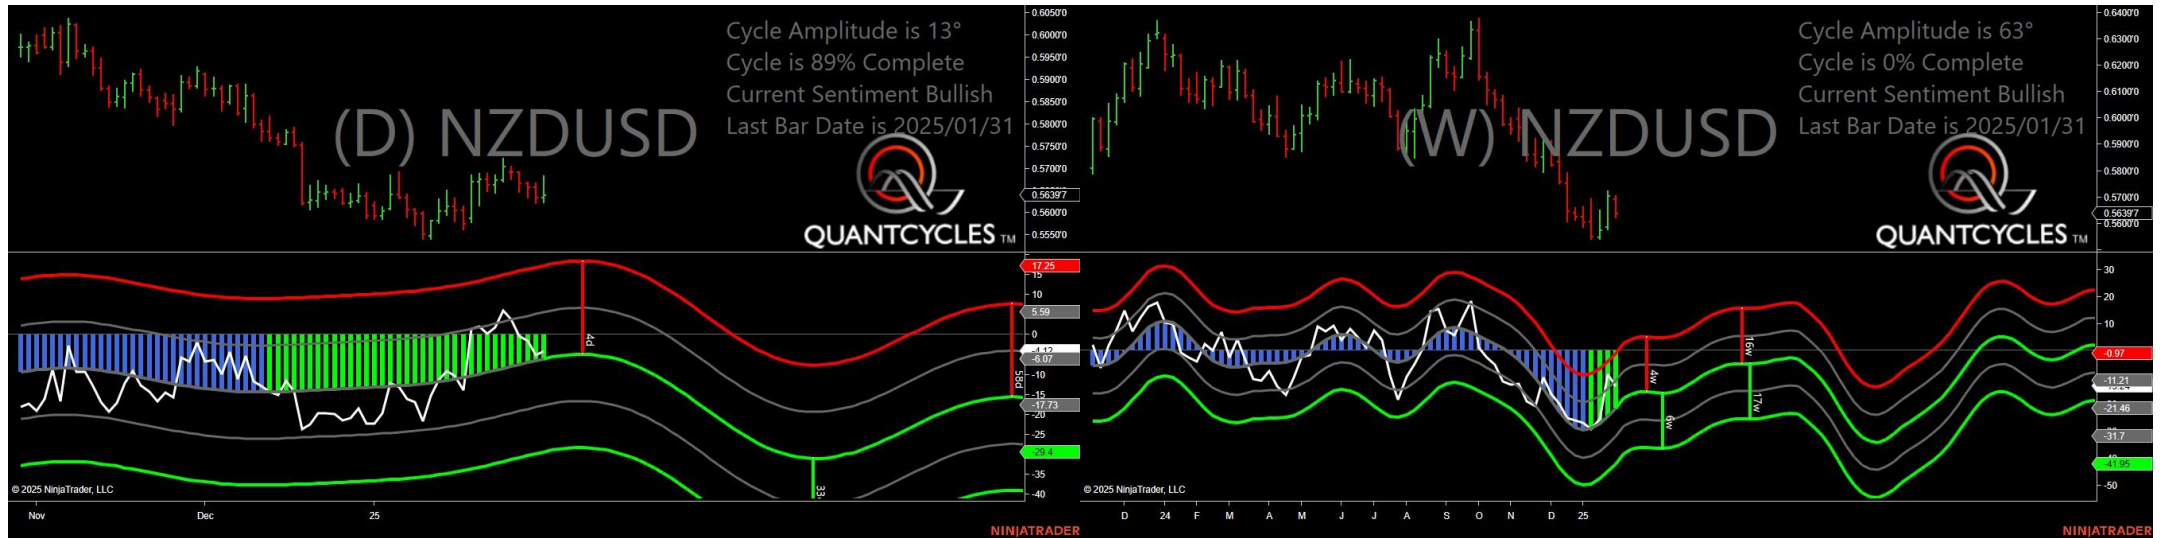 Cycle Amplitude is 13°
Cycle is 89% Complete
Current Sentiment Bullish
Last Bar Date is 2025/01/31
(D) NZDUSD
QUANTCYCLES TM
0.6050'0
0.6000'0
0.5950'0
0.5900'0
0.5850'0
0.5800'0
0.5750'0
0.5700'0
0.5639'7
0.5600'0
0.5550'0
17.25
15
10
5.59
0
-4.12
-6.07
-10
-15
-17.73
-20
-25
-29.4
-35
-40
4d
58d
33
© 2025 NinjaTrader, LLC
Nov
Dec
25
NINJATRADER
Cycle Amplitude is 63°
Cycle is 0% Complete
Current Sentiment Bullish
Last Bar Date is 2025/01/31
(W) NZDUSD
QUANTCYCLES TM
0.6400'0
0.6300'0
0.6200'0
0.6100'0
0.6000'0
0.5900'0
0.5800'0
0.5700'0
0.5639'7
0.5600'0
30
20
10
-0.97
-11.21
-21.46
-31.7
-41.95
-50
4w
6w
16w
17w
© 2025 NinjaTrader, LLC
D 24 F M A M J J A S O N D 25
NINJATRADER